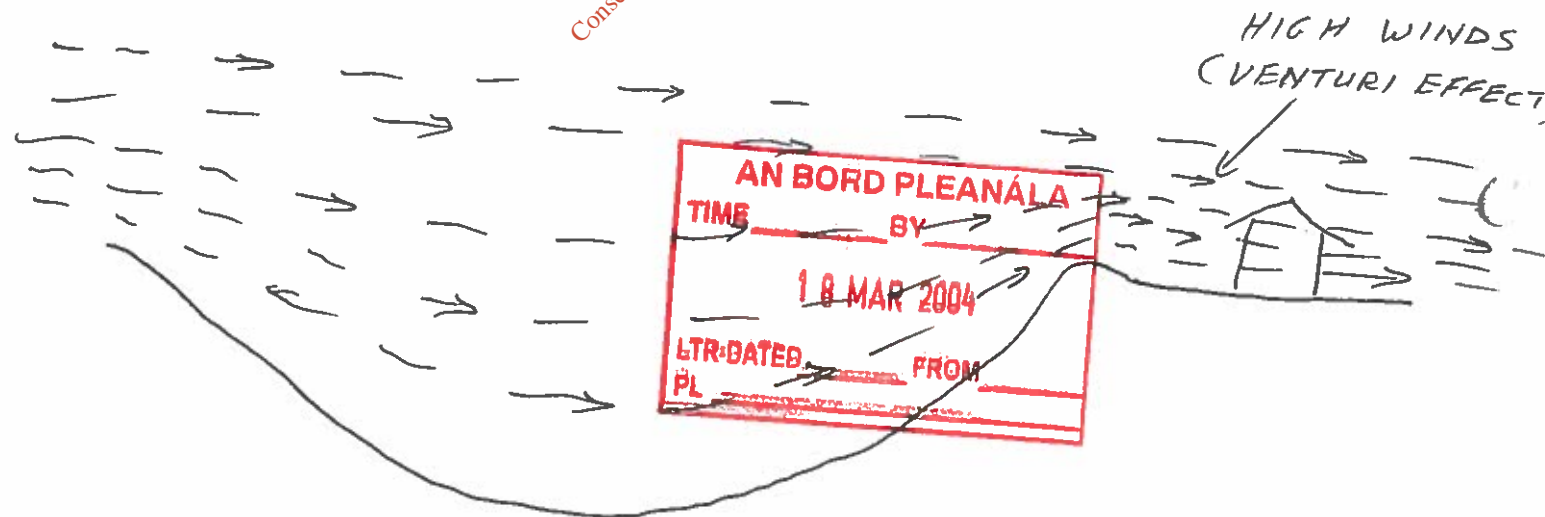 HIGH WINDS
(VENTURI EFFECT
AN BORD PLEANÁLA
TIME BY
18 MAR 2004
LTR:DATED FROM
PL